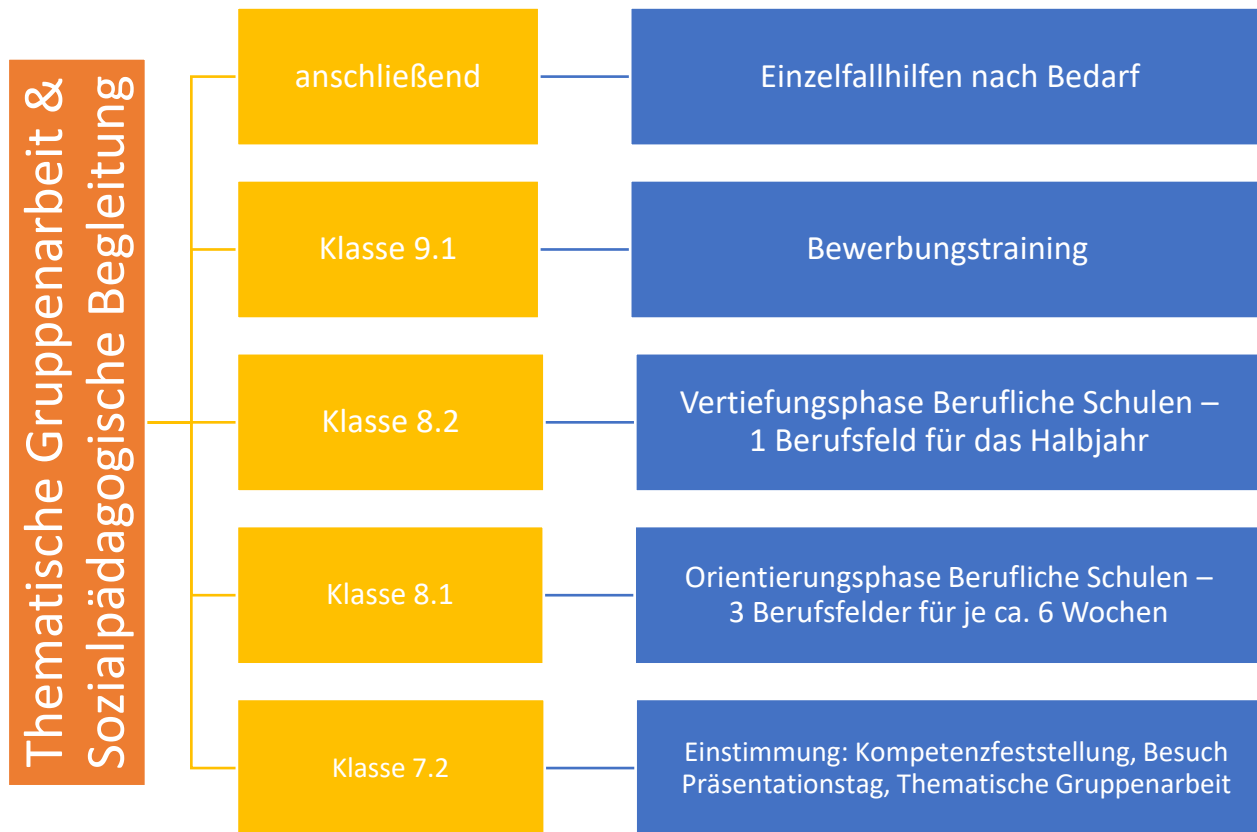 Thematische Gruppenarbeit &
Sozialpädagogische Begleitung
anschließend
Einzelfallhilfen nach Bedarf
Klasse 9.1
Bewerbungstraining
Klasse 8.2
Vertiefungsphase Berufliche Schulen –
1 Berufsfeld für das Halbjahr
Klasse 8.1
Orientierungsphase Berufliche Schulen –
3 Berufsfelder für je ca. 6 Wochen
Klasse 7.2
Einstimmung: Kompetenzfeststellung, Besuch
Präsentationstag, Thematische Gruppenarbeit